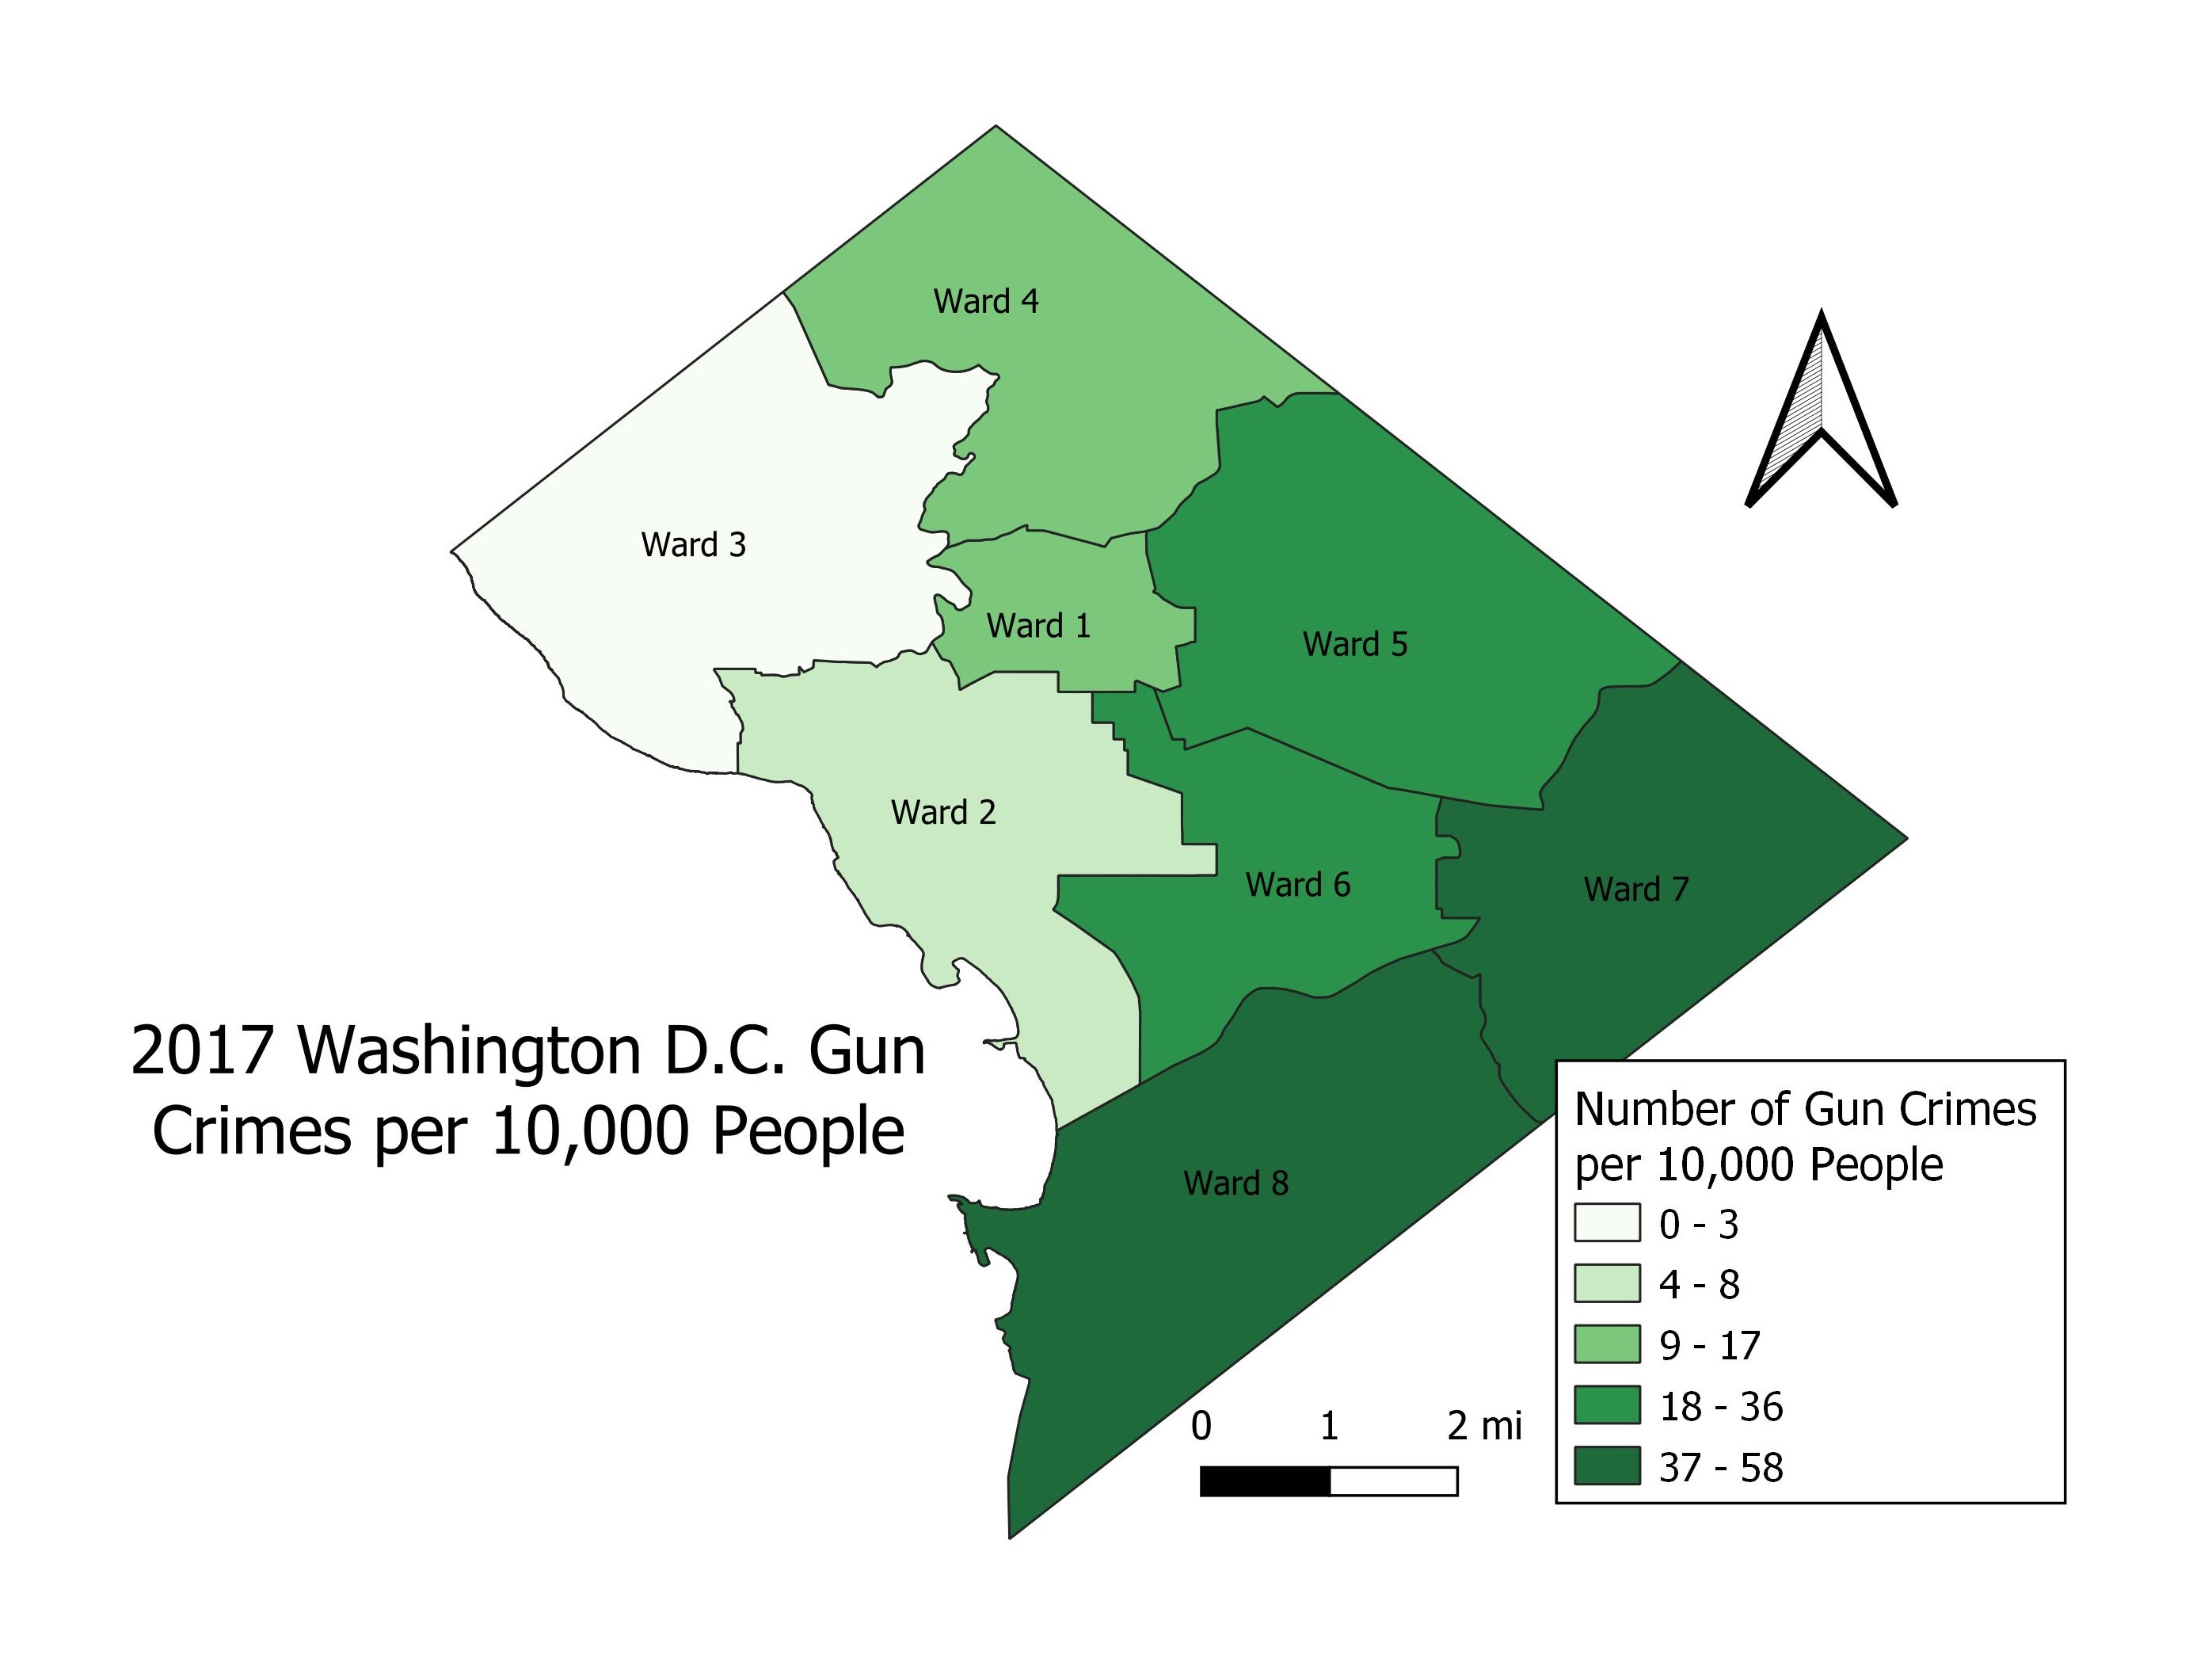 Ward 4
Ward 3
Ward 1
Ward 5
Ward 2
Ward 6
Ward 7
2017 Washington D.C. Gun
Crimes per 10,000 People
Ward 8
Number of Gun Crimes
per 10,000 People
0 - 3
4 - 8
9 - 17
18 - 36
37 - 58
0 1 2 mi